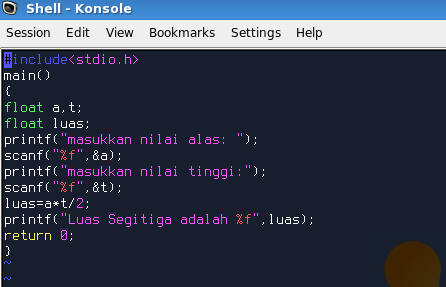 Shell - Konsole
Session Edit View Bookmarks Settings Help
#include<stdio.h>
main()
{
float a,t;
float luas;
printf("masukkan nilai alas: ");
scanf("%f",&a);
printf("masukkan nilai tinggi:");
scanf("%f",&t);
luas=a*t/2;
printf("Luas Segitiga adalah %f",luas);
return 0;
}
~
~